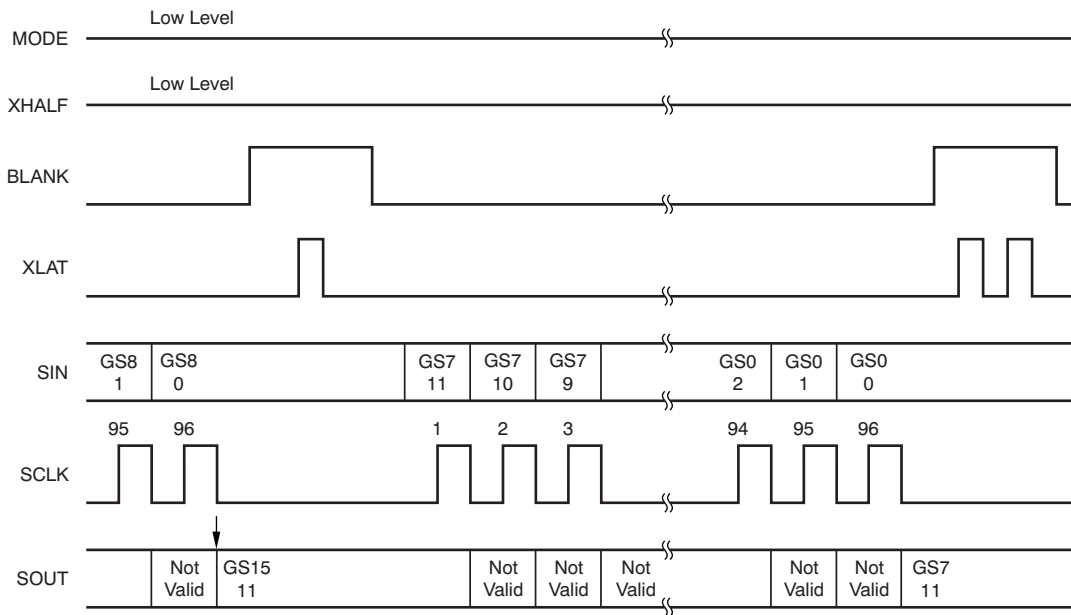 Low Level
MODE
Low Level
XHALF
BLANK
XLAT
SIN
GS8 GS8 GS7 GS7 GS7 GS0 GS0 GS0
1 0 11 10 9 2 1 0
95 96 1 2 3 94 95 96
SCLK
SOUT
Not GS15 Not Not Not Not Not GS7
Valid 11 Valid Valid Valid Valid Valid 11